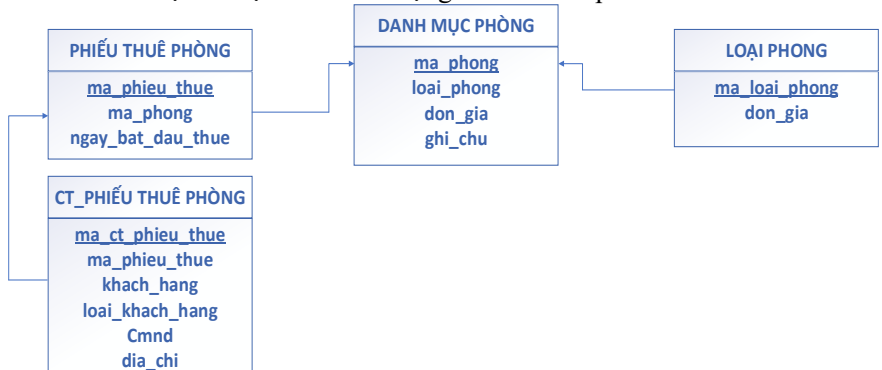 DANH MỤC PHÒNG
ma_phong
loai_phong
don_gia
ghi_chu
PHIẾU THUÊ PHÒNG
ma_phieu_thue
ma_phong
ngay_bat_dau_thue
LOẠI PHONG
ma_loai_phong
don_gia
CT_PHIẾU THUÊ PHÒNG
ma_ct_phieu_thue
ma_phieu_thue
khach_hang
loai_khach_hang
Cmnd
dia_chi